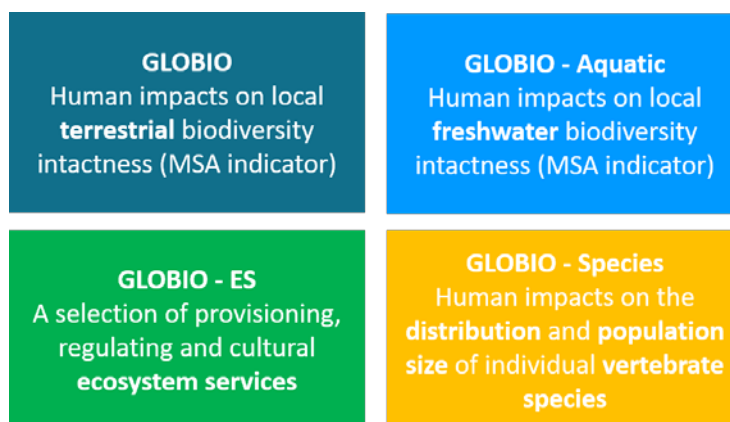 GLOBIO
Human impacts on local
terrestrial biodiversity
intactness (MSA indicator)
GLOBIO - Aquatic
Human impacts on local
freshwater biodiversity
intactness (MSA indicator)
GLOBIO - ES
A selection of provisioning,
regulating and cultural
ecosystem services
GLOBIO - Species
Human impacts on the
distribution and population
size of individual vertebrate
species